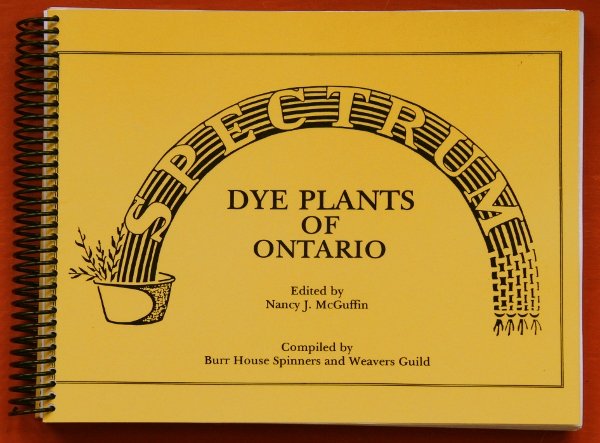 SPECTRUM
DYE PLANTS
OF
ONTARIO
Edited by
Nancy J. McGuffin
Compiled by
Burr House Spinners and Weavers Guild